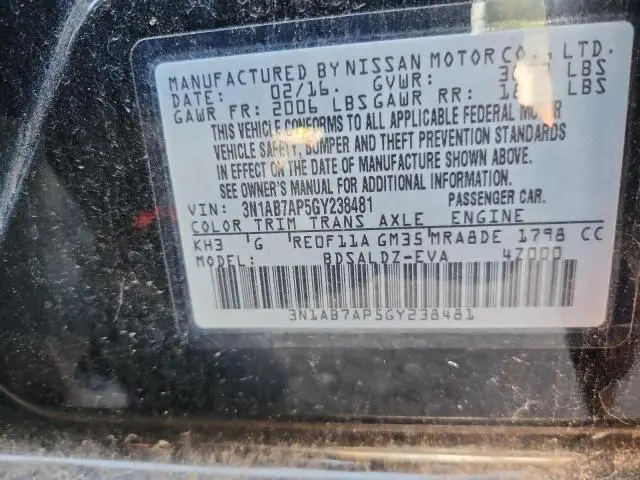 MANUFACTURED BY NISSAN MOTOR CO., LTD.
DATE: 02/16. GVWR: LBS
GAWR FR: 2006 LBS GAWR RR: LBS
THIS VEHICLE CONFORMS TO ALL APPLICABLE FEDERAL MOTOR
VEHICLE SAFETY, BUMPER AND THEFT PREVENTION STANDARDS
IN EFFECT ON THE DATE OF MANUFACTURE SHOWN ABOVE.
SEE OWNER'S MANUAL FOR ADDITIONAL INFORMATION.
VIN: 3N1AB7AP5GY238481 PASSENGER CAR.
COLOR TRIM TRANS AXLE ENGINE
KH3 G RE0F11A GM35 MRA8DE 1798 CC
MODEL: BDSALDZ-EVA 4Z000
3N1AB7AP5GY238481